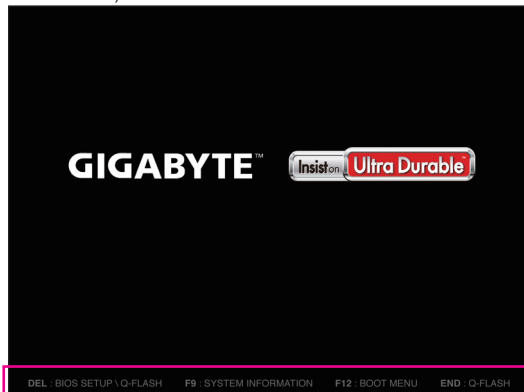 GIGABYTE™ Insist on Ultra Durable™
DEL : BIOS SETUP \ Q-FLASH F9 : SYSTEM INFORMATION F12 : BOOT MENU END : Q-FLASH